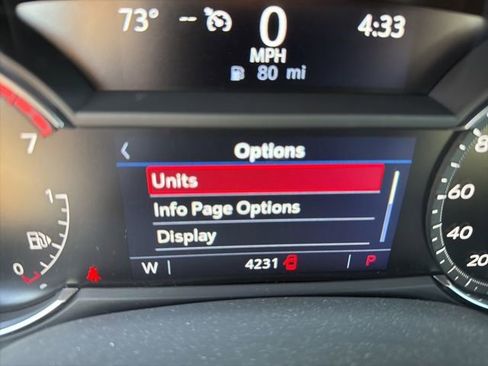 73° -- 0 4:33
MPH
80 mi
Options
Units
Info Page Options
Display
W 4231 P
7
1
0
80
60
40
20